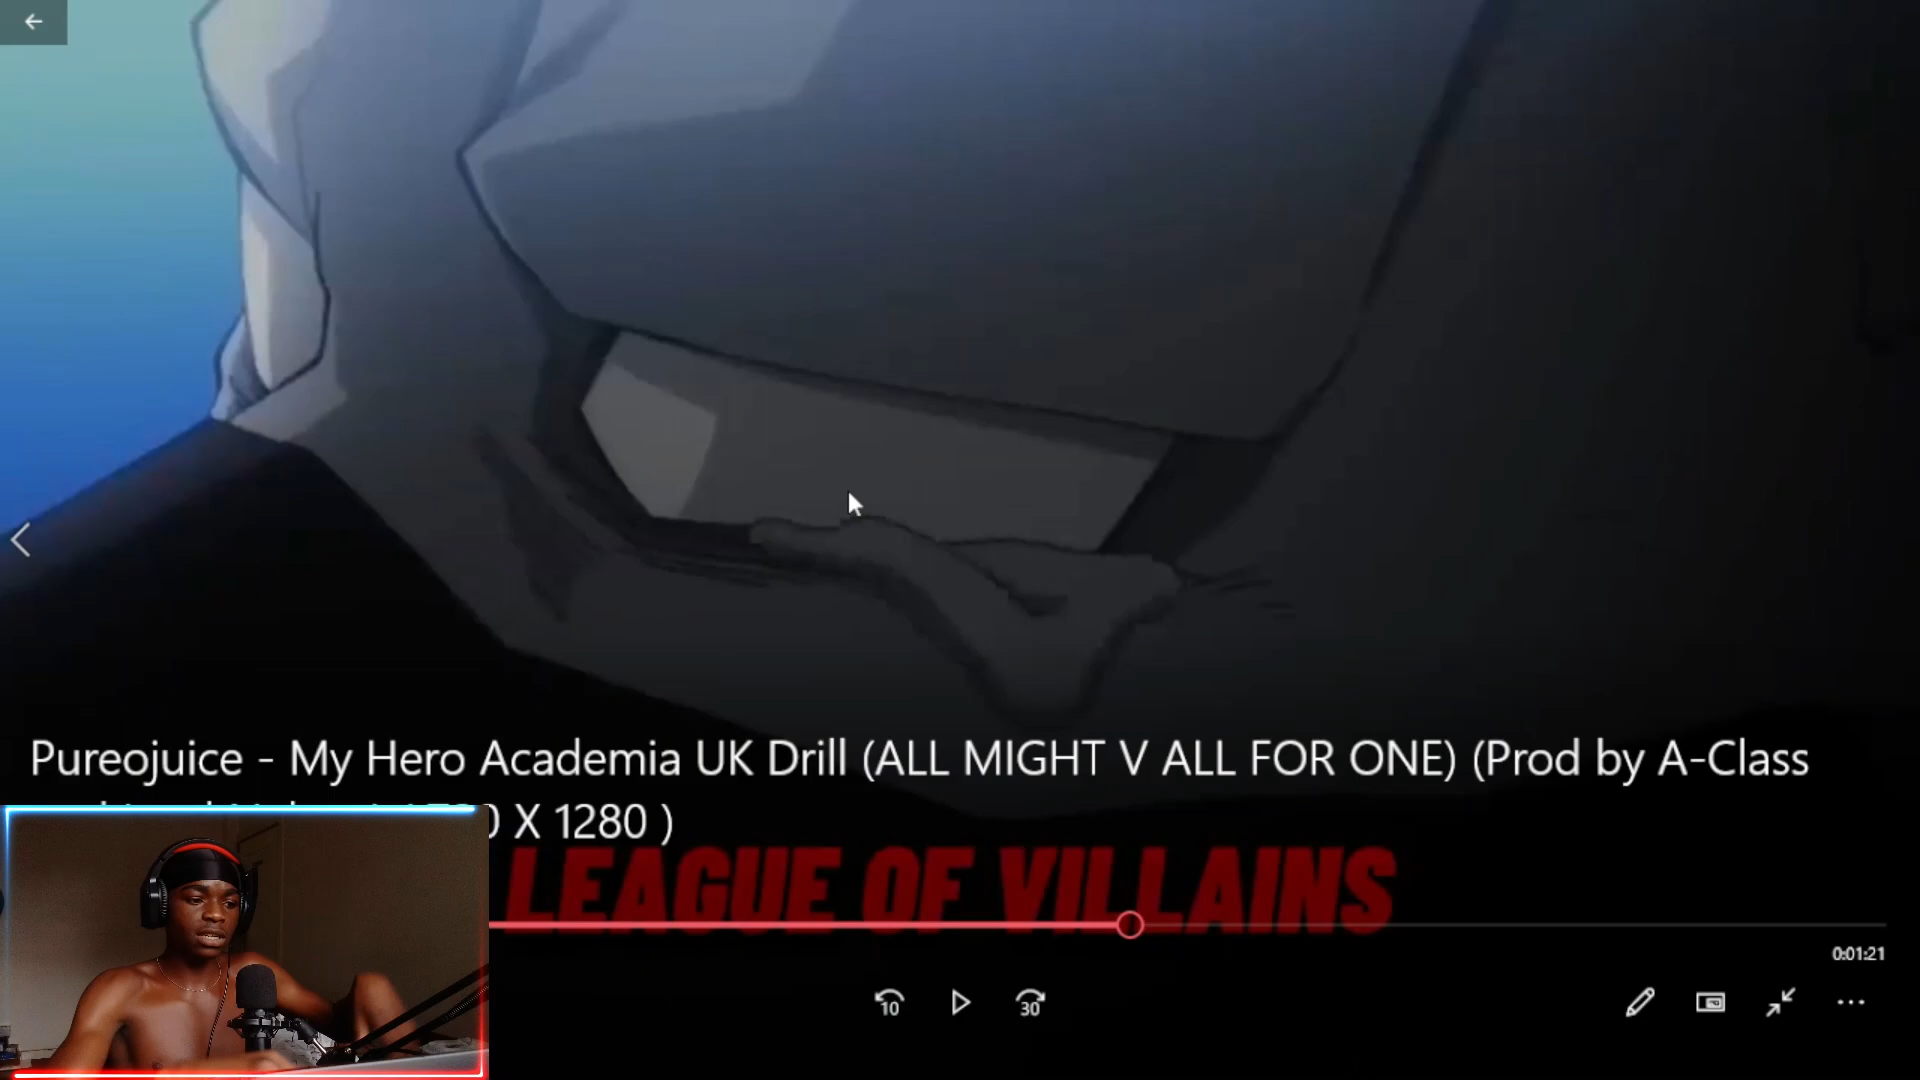 Pureojuice - My Hero Academia UK Drill (ALL MIGHT V ALL FOR ONE) (Prod by A-Class
X 1280 )
LEAGUE OF VILLAINS
0:01:21
10
30